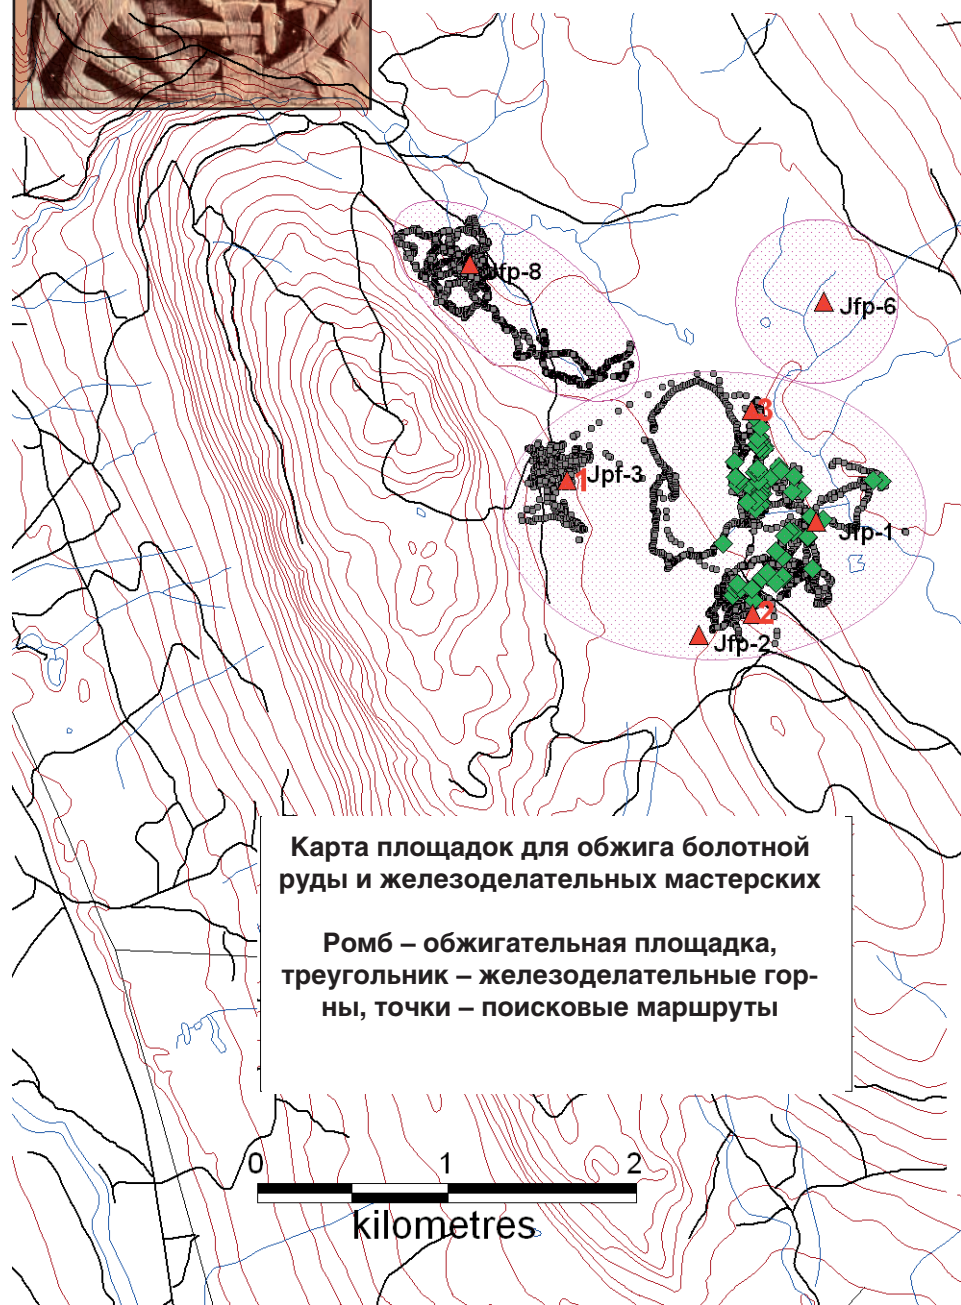 Jfp-8
Jfp-6
3
1
Jpf-3
Jfp-1
2
Jfp-2
Карта площадок для обжига болотной
руды и железоделательных мастерских
Ромб – обжигательная площадка,
треугольник – железоделательные гор-
ны, точки – поисковые маршруты
0 1 2
kilometres